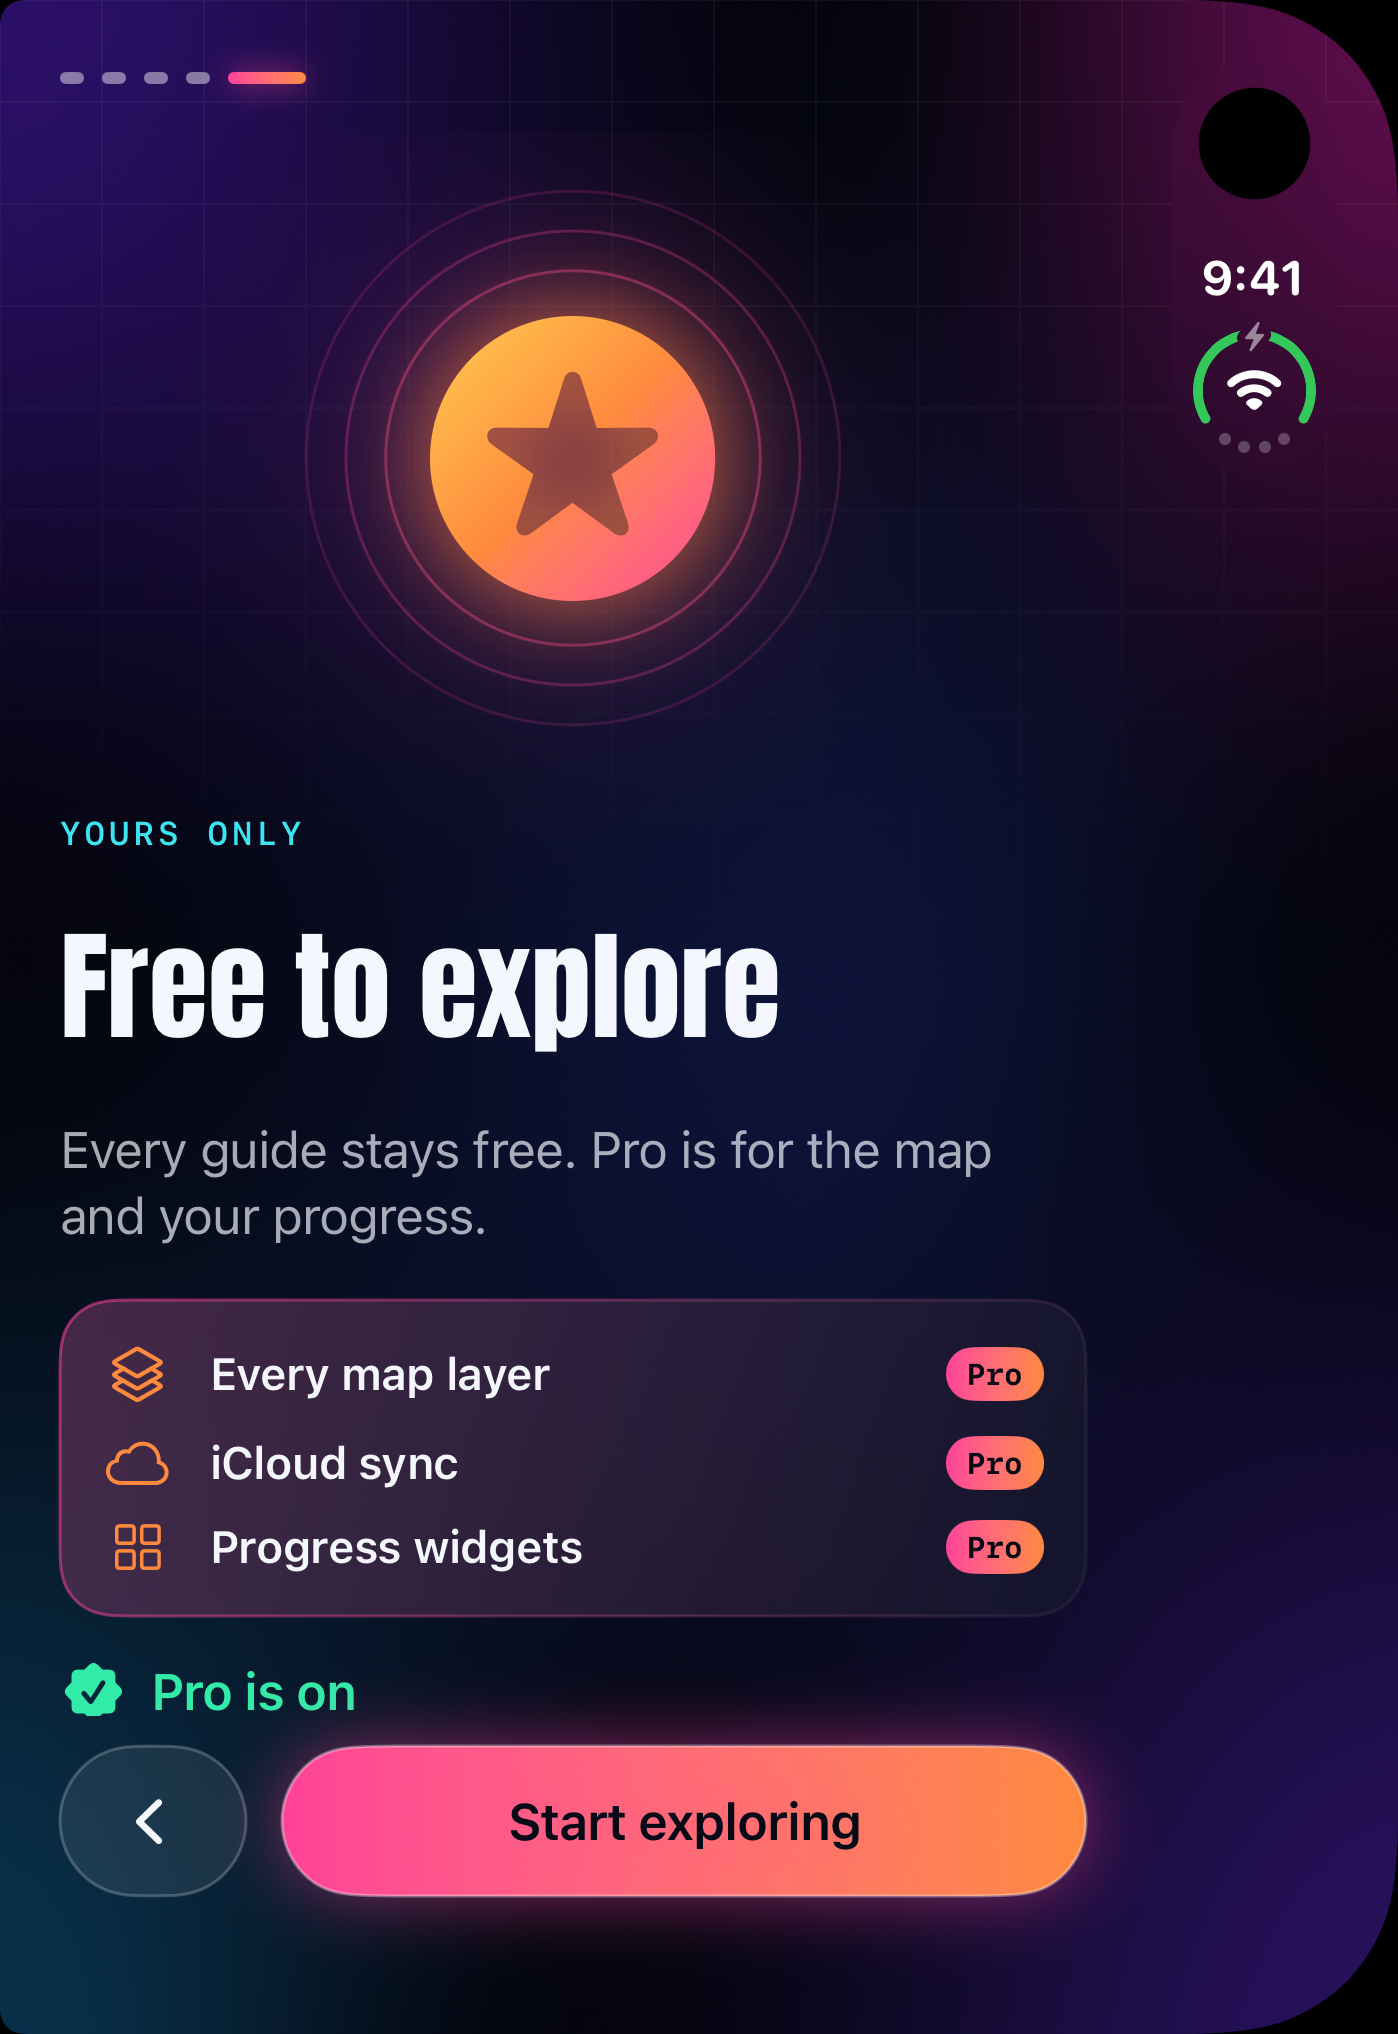 9:41
YOURS ONLY
Free to explore
Every guide stays free. Pro is for the map
and your progress.
Every map layer Pro
iCloud sync Pro
Progress widgets Pro
Pro is on
Start exploring